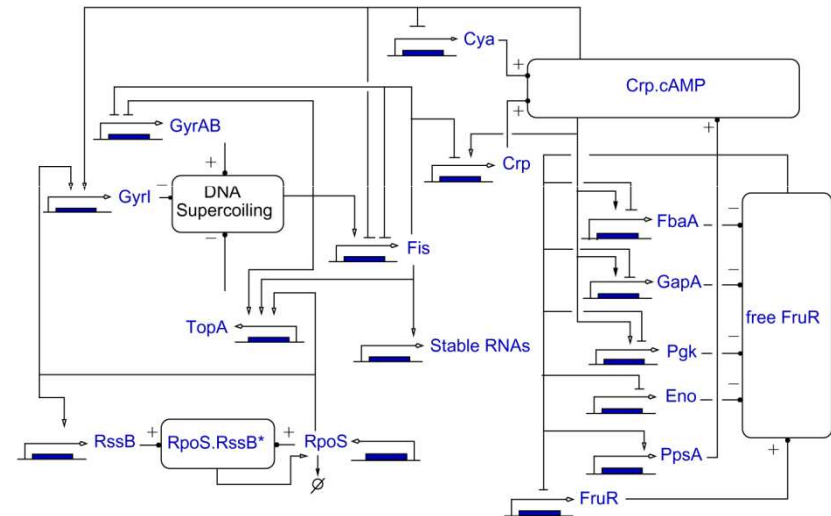 Cya
+
Crp.cAMP
+
+
GyrAB
+
Crp
GyrI
−
DNA
Supercoiling
−
Fis
FbaA
−
GapA
−
free FruR
TopA
Stable RNAs
Pgk
−
Eno
−
RssB
+
RpoS.RssB*
+
RpoS
PpsA
+
FruR